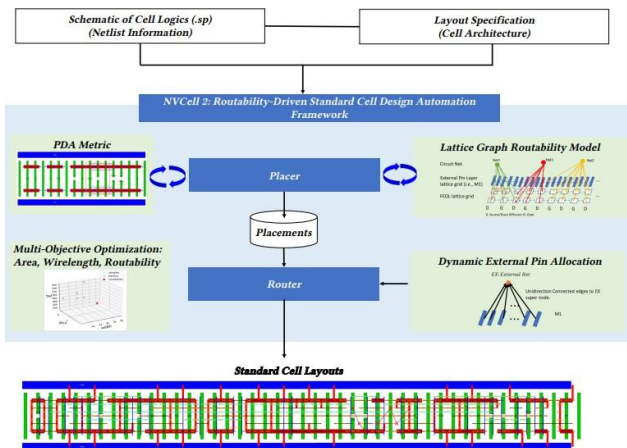 Schematic of Cell Logics (.sp)
(Netlist Information)
Layout Specification
(Cell Architecture)
NVCell 2: Routability-Driven Standard Cell Design Automation
Framework
PDA Metric
Placer
Lattice Graph Routability Model
Circuit Net
Net1
Net2
External Pin Layer
lattice grid (i.e., M1)
FEOL lattice grid
D G D G D G D G Q
Placements
Multi-Objective Optimization:
Area, Wirelength, Routability
Router
Dynamic External Pin Allocation
EX:External Net
Unidirection Connected edges to EX
super node.
M1
Standard Cell Layouts